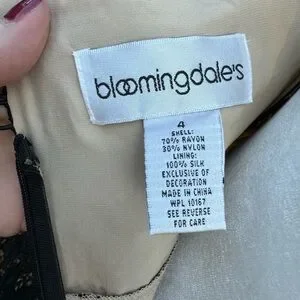 bloomingdale's
4
SHELL:
70% RAYON
30% NYLON
LINING:
100% SILK
EXCLUSIVE OF
DECORATION
MADE IN CHINA
WPL 10167
SEE REVERSE
FOR CARE